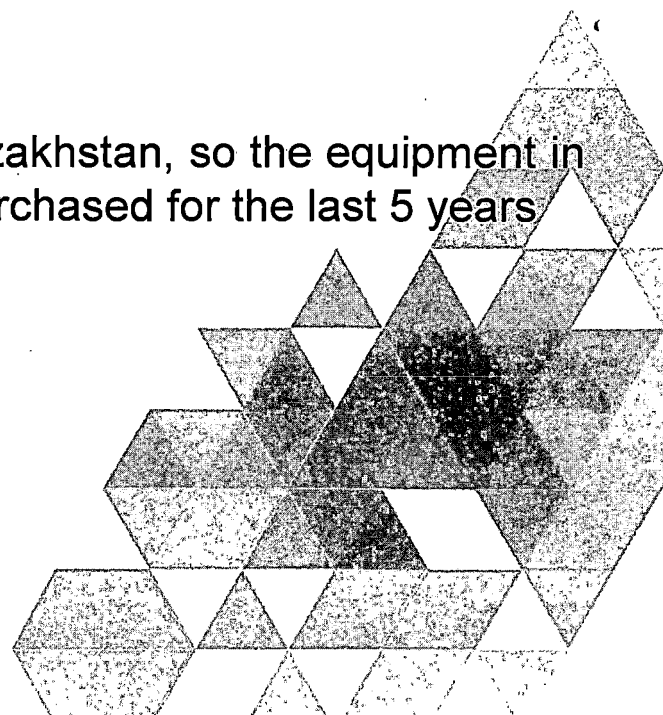 zakhstan, so the equipment in
rchased for the last 5 years